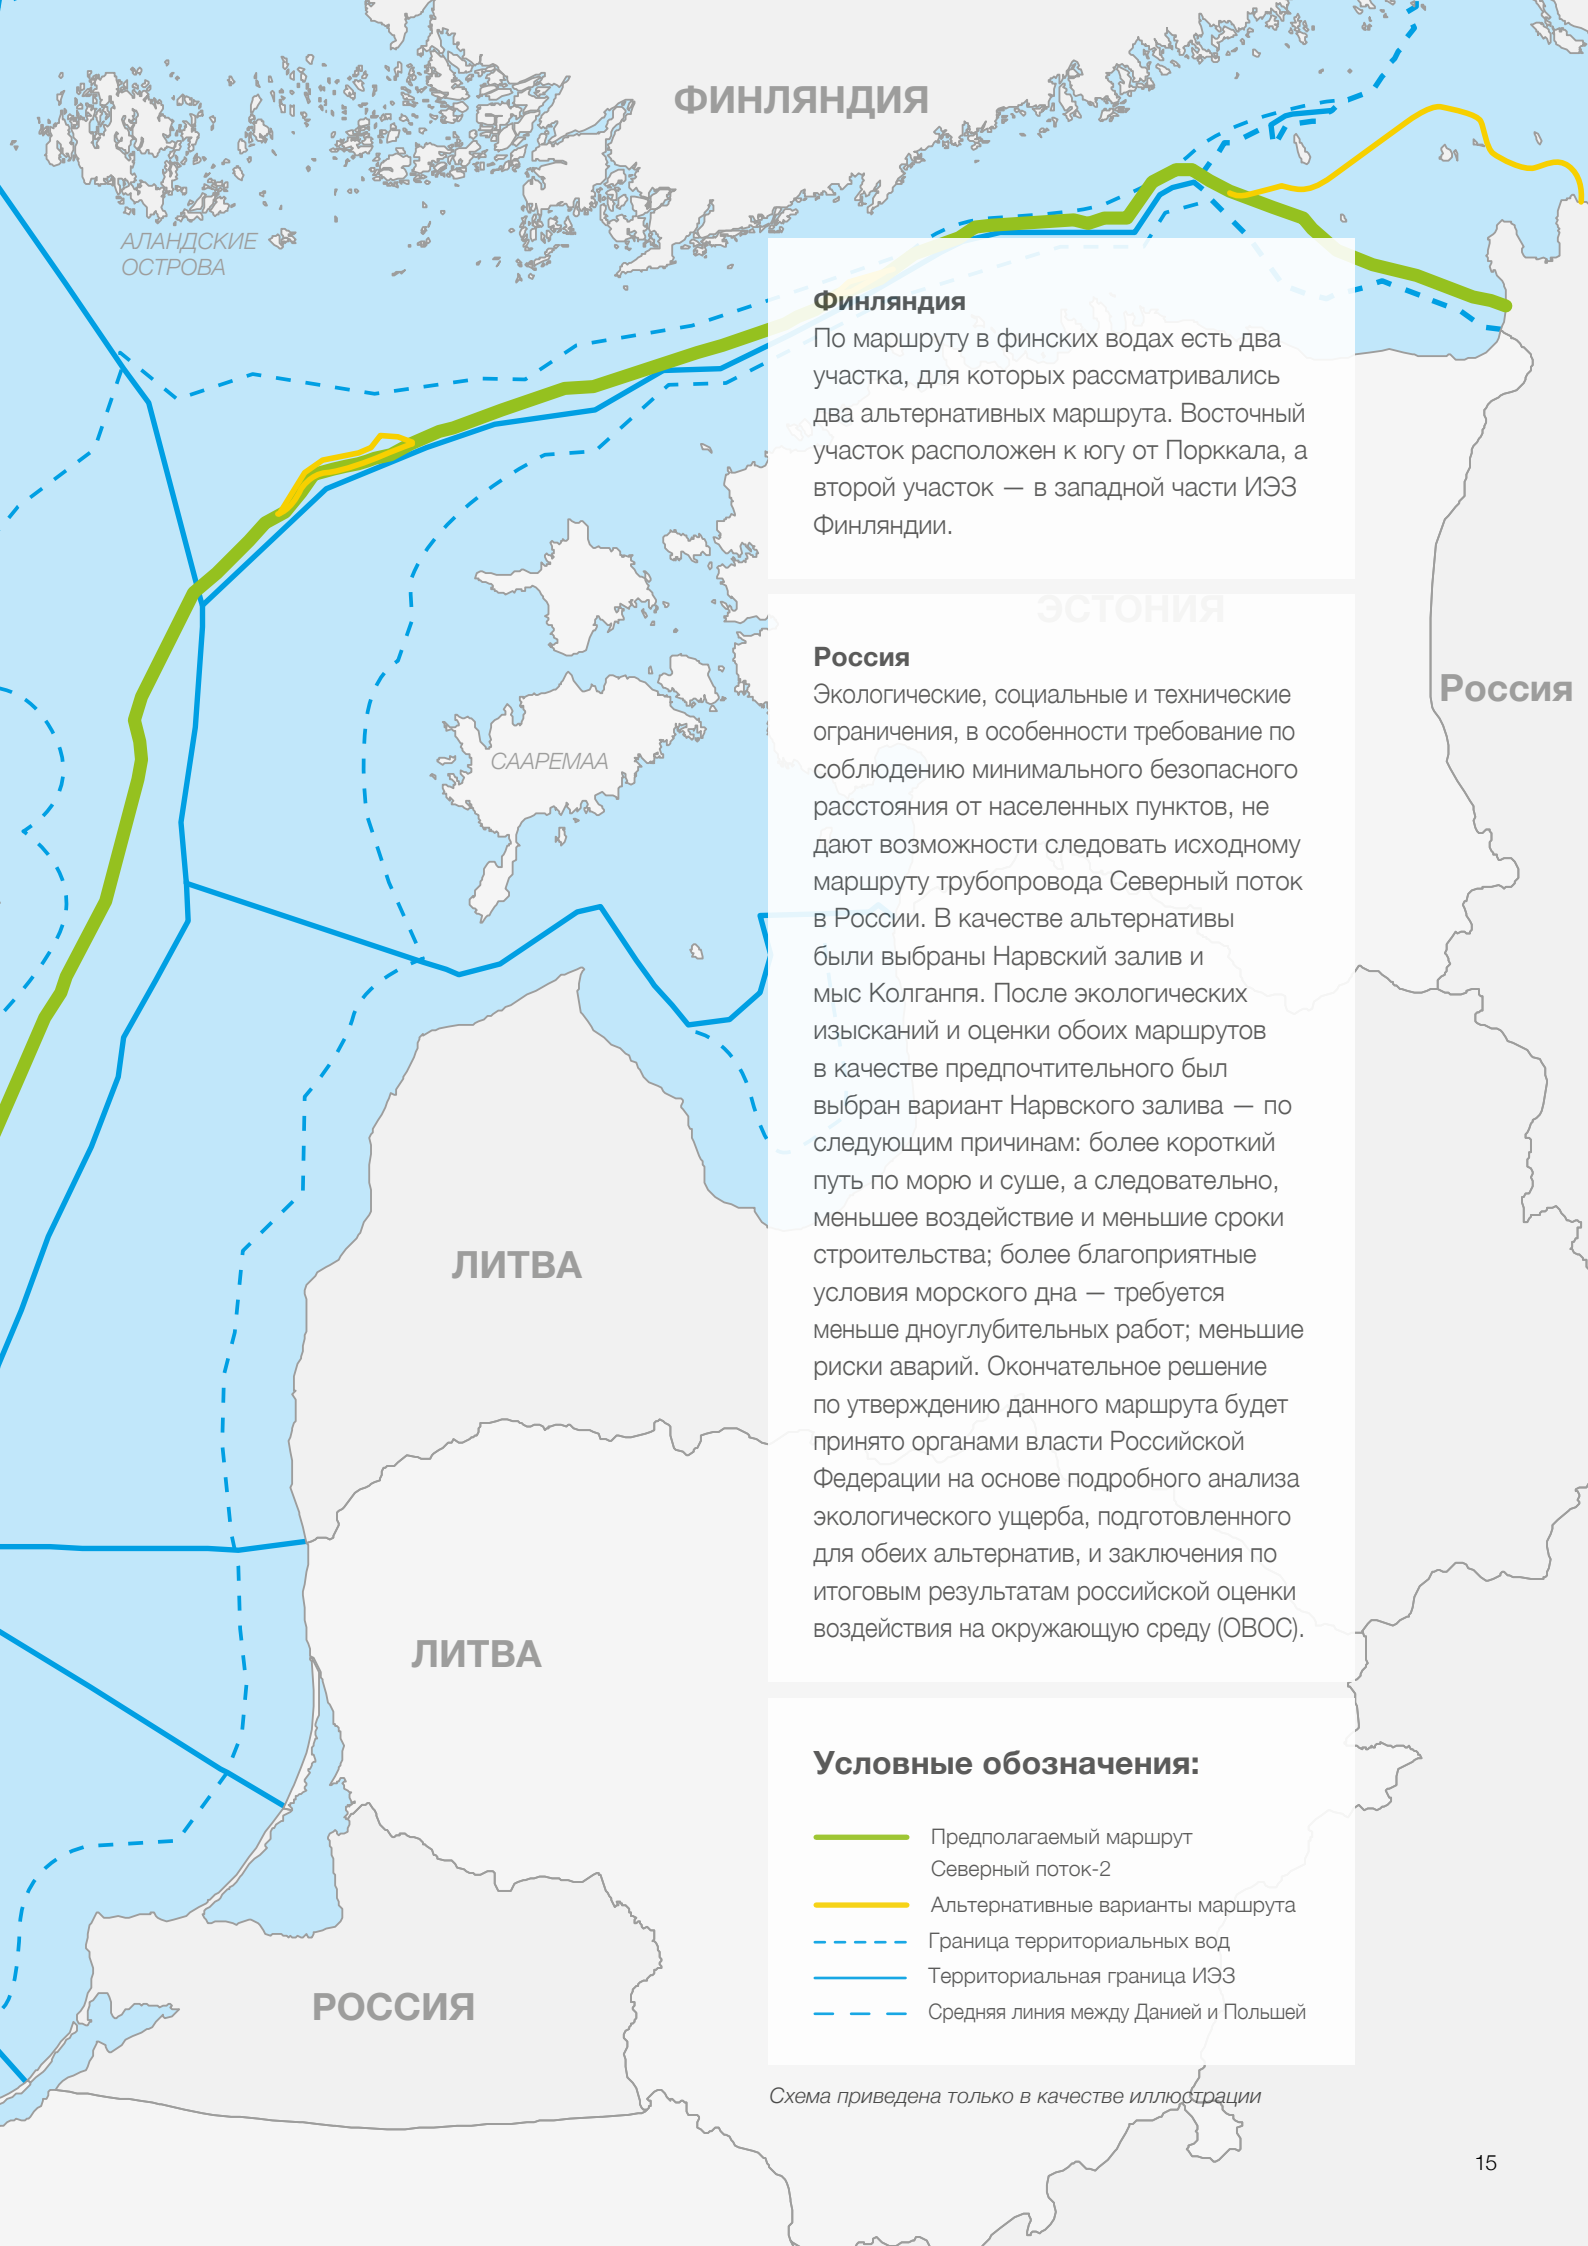 ФИНЛЯНДИЯ
АЛАНДСКИЕ
ОСТРОВА
Финляндия
По маршруту в финских водах есть два
участка, для которых рассматривались
два альтернативных маршрута. Восточный
участок расположен к югу от Порккала, а
второй участок — в западной части ИЭЗ
Финляндии.
ЭСТОНИЯ
Россия
Россия
Экологические, социальные и технические
ограничения, в особенности требование по
соблюдению минимального безопасного
расстояния от населенных пунктов, не
дают возможности следовать исходному
маршруту трубопровода Северный поток
в России. В качестве альтернативы
были выбраны Нарвский залив и
мыс Колганпя. После экологических
изысканий и оценки обоих маршрутов
в качестве предпочтительного был
выбран вариант Нарвского залива — по
следующим причинам: более короткий
путь по морю и суше, а следовательно,
меньшее воздействие и меньшие сроки
строительства; более благоприятные
условия морского дна — требуется
меньше дноуглубительных работ; меньшие
риски аварий. Окончательное решение
по утверждению данного маршрута будет
принято органами власти Российской
Федерации на основе подробного анализа
экологического ущерба, подготовленного
для обеих альтернатив, и заключения по
итоговым результатам российской оценки
воздействия на окружающую среду (ОВОС).
СААРЕМАА
ЛИТВА
ЛИТВА
РОССИЯ
Условные обозначения:
Предполагаемый маршрут
Северный поток-2
Альтернативные варианты маршрута
Граница территориальных вод
Территориальная граница ИЭЗ
Средняя линия между Данией и Польшей
Схема приведена только в качестве иллюстрации
15